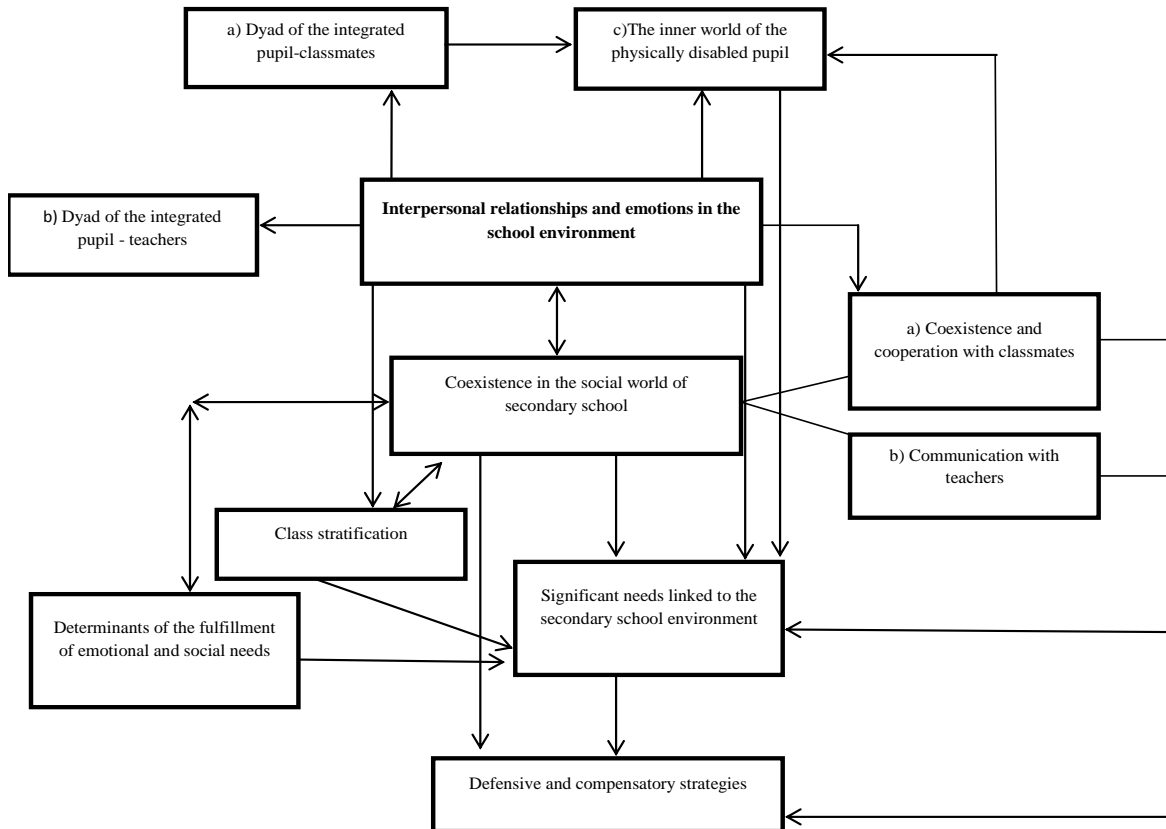 a) Dyad of the integrated
pupil-classmates
c)The inner world of the
physically disabled pupil
b) Dyad of the integrated
pupil - teachers
Interpersonal relationships and emotions in the
school environment
a) Coexistence and
cooperation with classmates
Coexistence in the social world of
secondary school
b) Communication with
teachers
Class stratification
Significant needs linked to the
secondary school environment
Determinants of the fulfillment
of emotional and social needs
Defensive and compensatory strategies